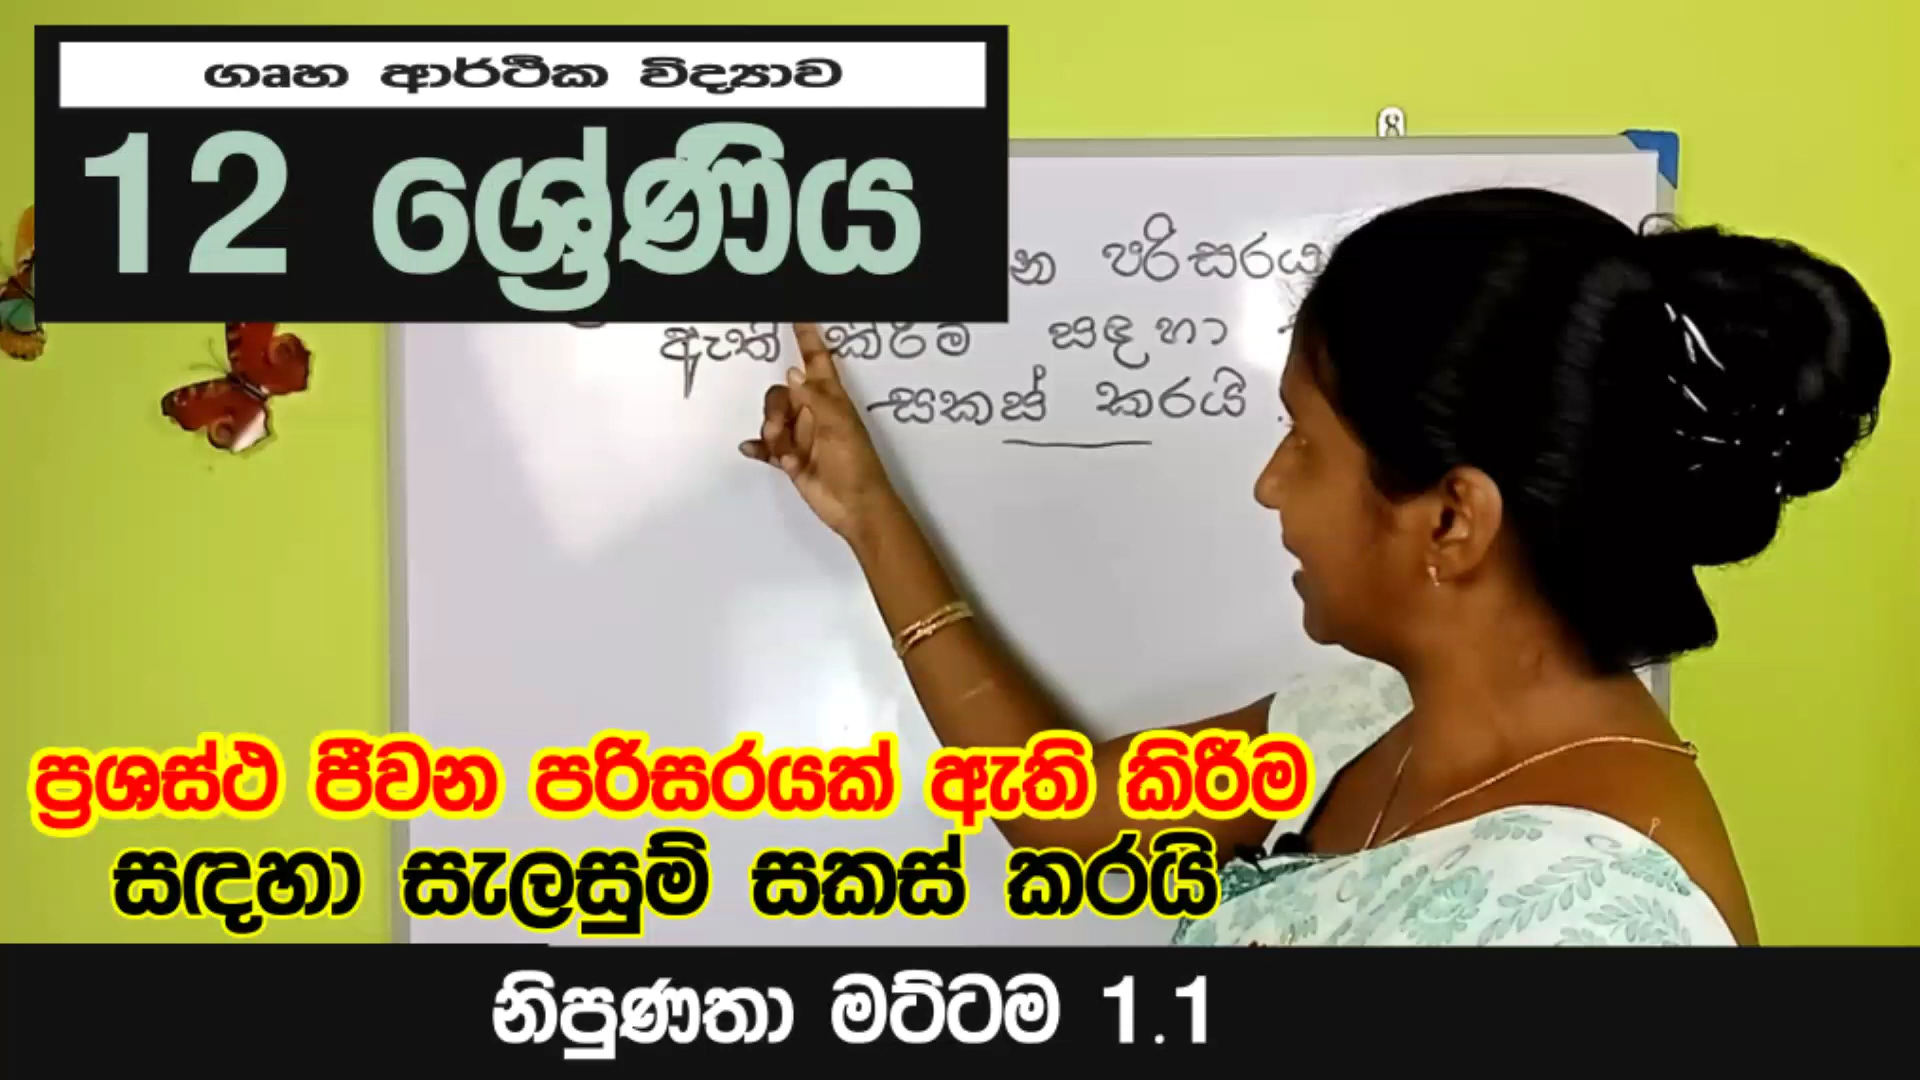 ගෘහ ආර්ථික විද්‍යාව
12 ශ්‍රේණිය
න පරිසරය
ඇති කිරීම සඳහා
සකස් කරයි.
ප්‍රශස්ථ ජීවන පරිසරයක් ඇති කිරීම
සඳහා සැලසුම් සකස් කරයි
නිපුණතා මට්ටම 1.1